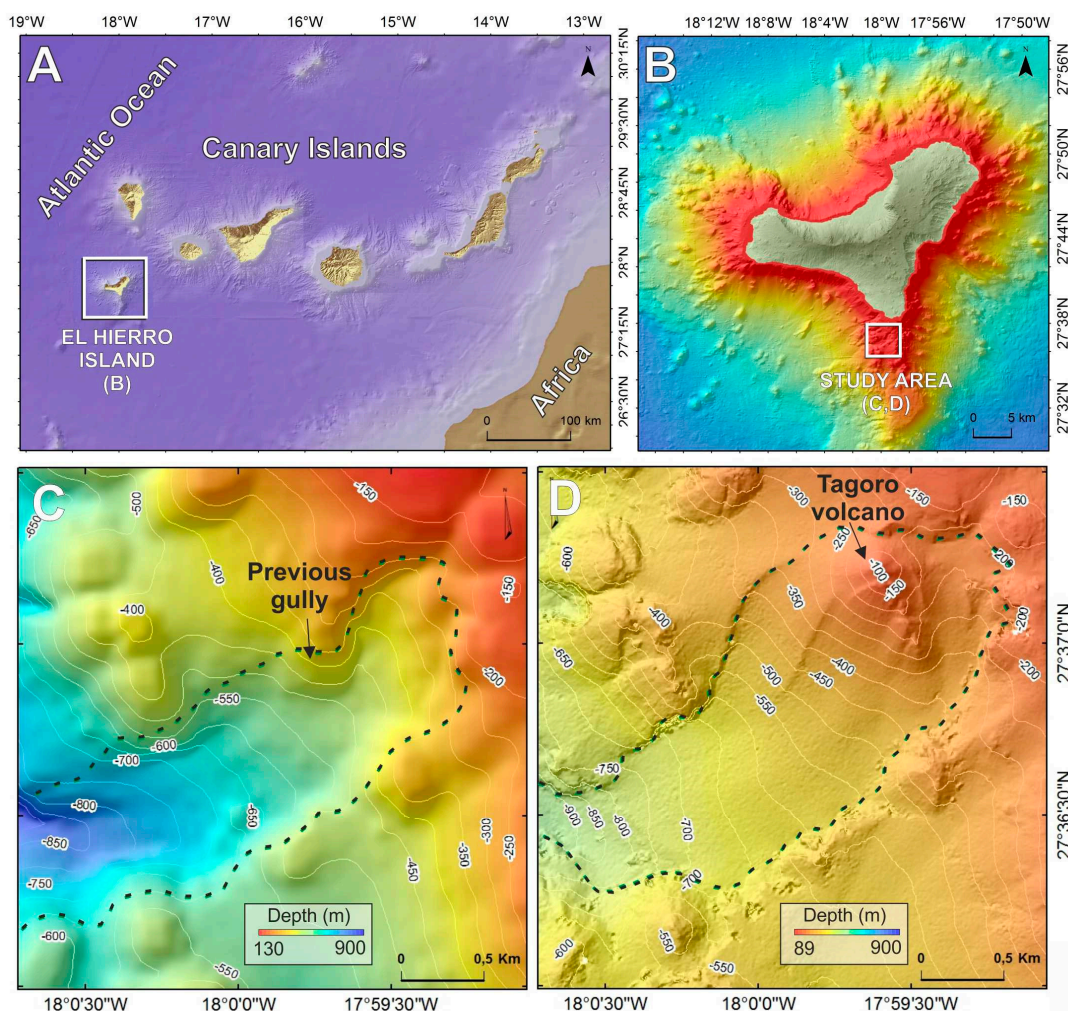 19°W 18°W 17°W 16°W 15°W 14°W 13°W
A
N
Atlantic Ocean
Canary Islands
EL HIERRO
ISLAND
(B)
Africa
0 100 km
30°15'N
29°30'N
28°45'N
28°N
27°15'N
26°30'N
18°12'W 18°8'W 18°4'W 18°W 17°56'W 17°50'W
B
N
STUDY AREA
(C,D)
0 5 km
27°56'N
27°50'N
27°44'N
27°38'N
27°32'N
C
N
-650
-500
-150
-400
Previous
gully
-150
-400
-200
-550
-600
-700
-800
-650
-850
-300
-350
-250
-450
-750
-600
-550
Depth (m)
130 900
0 0,5 Km
18°0'30"W 18°0'0"W 17°59'30"W
D
-300
Tagoro
volcano
-150
-150
-250
-600
-100
-150
-200
-350
-400
-200
-650
-400
-200
-500
-450
-550
-750
-900
-850
-800
-700
-700
-550
-600
-550
Depth (m)
89 900
0 0,5 Km
27°37'0"N
27°36'30"N
18°0'30"W 18°0'0"W 17°59'30"W